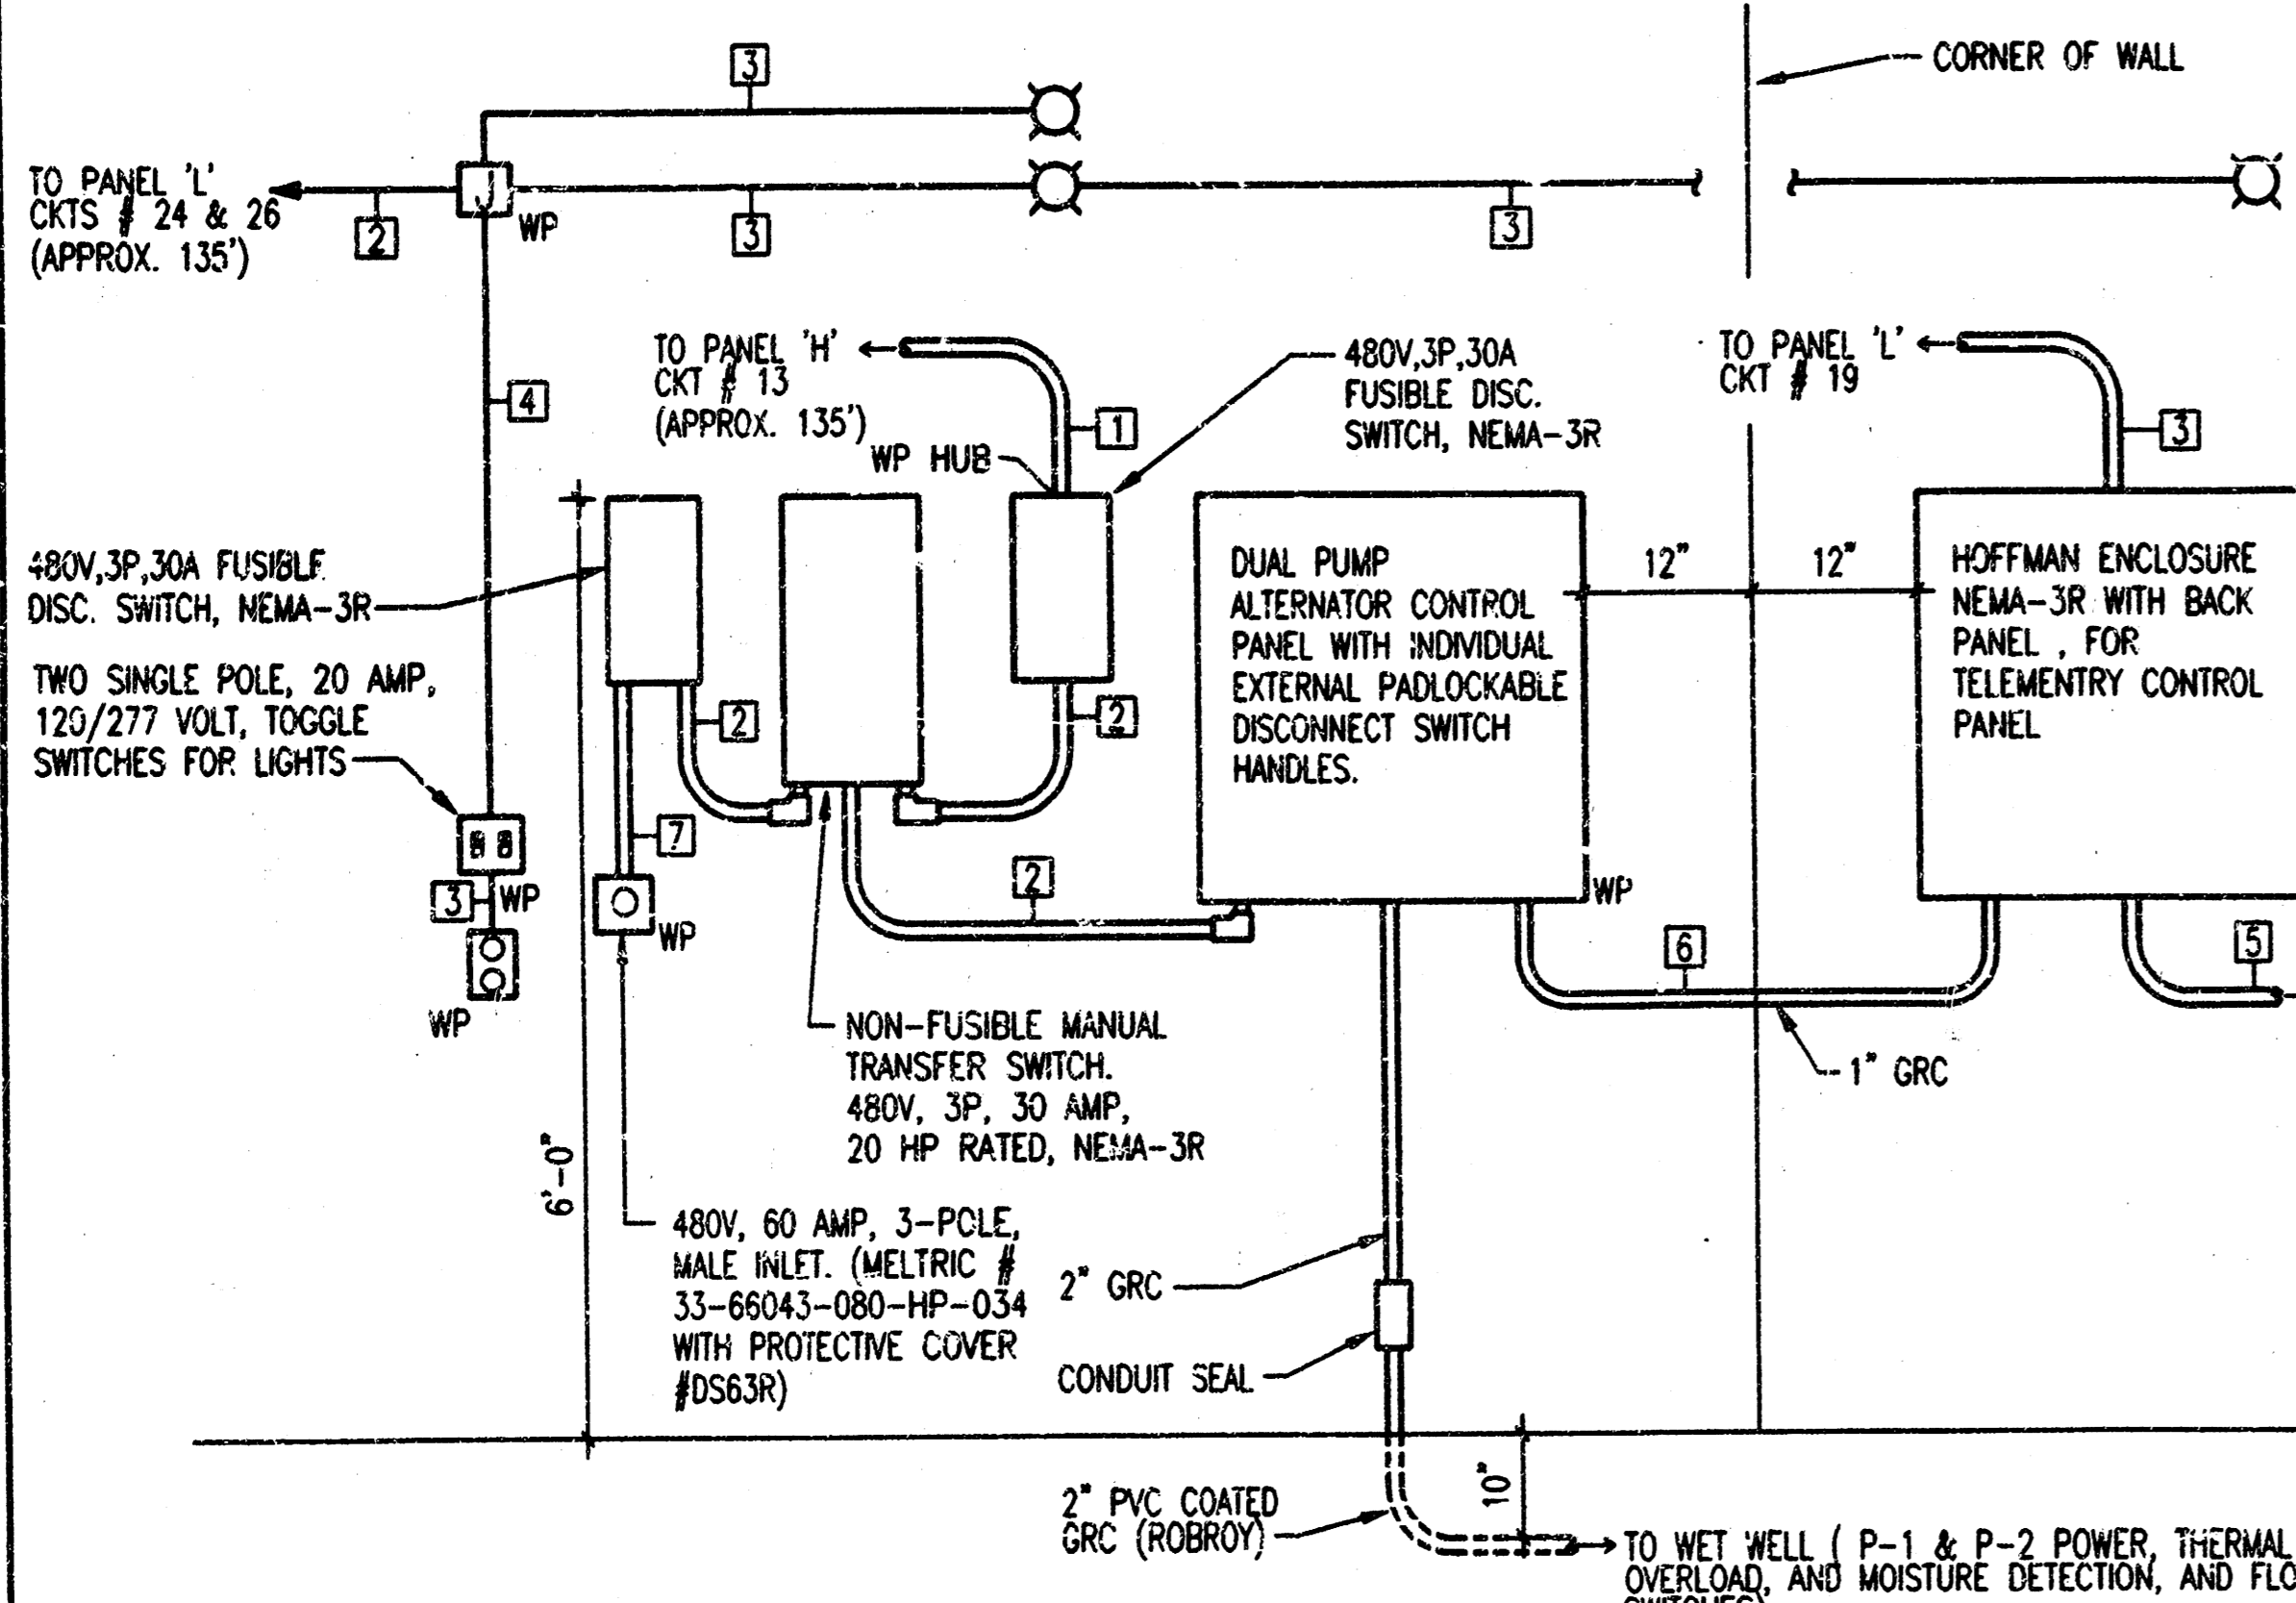 3
CORNER OF WALL
TO PANEL 'L'
CKTS # 24 & 26
(APPROX. 135')
2
J
WP
3
3
TO PANEL 'H'
CKT # 13
(APPROX. 135')
WP HUB
1
480V,3P,30A
FUSIBLE DISC.
SWITCH, NEMA-3R
TO PANEL 'L'
CKT # 19
3
4
480V,3P,30A FUSIBLE
DISC. SWITCH, NEMA-3R
TWO SINGLE POLE, 20 AMP,
120/277 VOLT, TOGGLE
SWITCHES FOR LIGHTS
2
2
DUAL PUMP
ALTERNATOR CONTROL
PANEL WITH INDIVIDUAL
EXTERNAL PADLOCKABLE
DISCONNECT SWITCH
HANDLES.
12"
12"
HOFFMAN ENCLOSURE
NEMA-3R WITH BACK
PANEL , FOR
TELEMENTRY CONTROL
PANEL
7
3
WP
WP
WP
2
WP
6
5
NON-FUSIBLE MANUAL
TRANSFER SWITCH.
480V, 3P, 30 AMP,
20 HP RATED, NEMA-3R
1" GRC
6'-0"
480V, 60 AMP, 3-POLE,
MALE INLET. (MELTRIC #
33-66043-080-HP-034
WITH PROTECTIVE COVER
#DS63R)
2" GRC
CONDUIT SEAL
10"
2" PVC COATED
GRC (ROBROY)
TO WET WELL ( P-1 & P-2 POWER, THERMAL
OVERLOAD, AND MOISTURE DETECTION, AND FLO